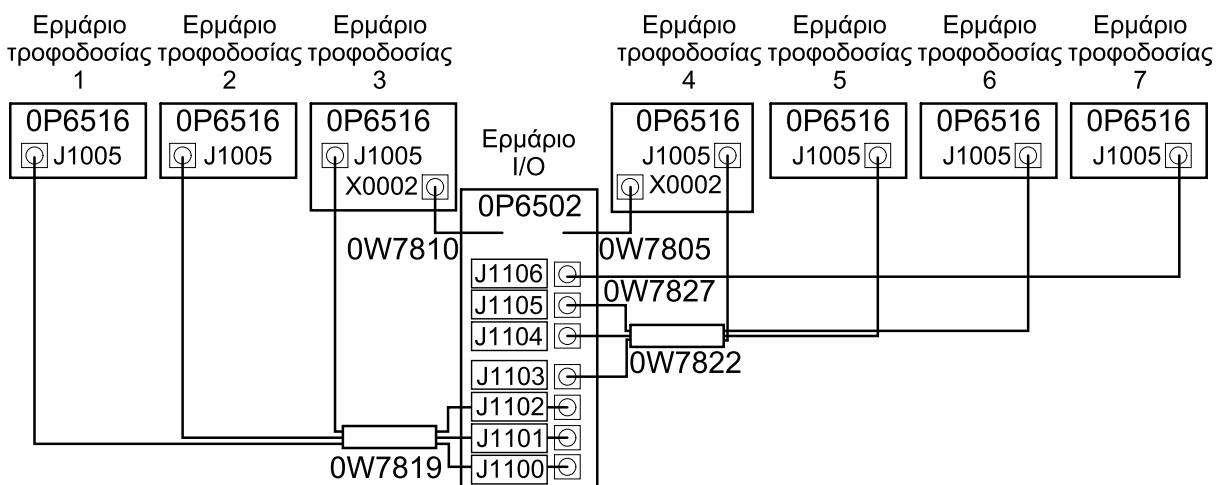 Ερμάριο τροφοδοσίας 1
Ερμάριο τροφοδοσίας 2
Ερμάριο τροφοδοσίας 3
Ερμάριο τροφοδοσίας 4
Ερμάριο τροφοδοσίας 5
Ερμάριο τροφοδοσίας 6
Ερμάριο τροφοδοσίας 7
0P6516
J1005
0P6516
J1005
0P6516
J1005
X0002
Ερμάριο
I/O
0P6502
0P6516
J1005
X0002
0P6516
J1005
0P6516
J1005
0P6516
J1005
0W7810
0W7805
J1106
0W7827
J1105
J1104
0W7822
J1103
J1102
J1101
J1100
0W7819